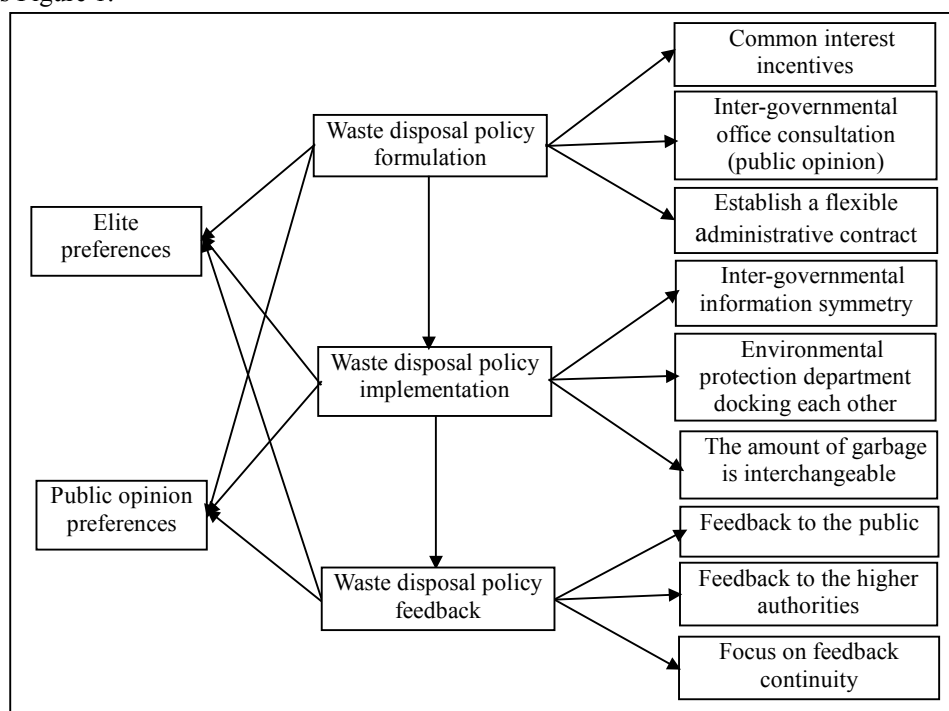 s Figure 1.
Common interest
incentives
Waste disposal policy
formulation
Inter-governmental
office consultation
(public opinion)
Elite
preferences
Establish a flexible
administrative contract
Inter-governmental
information symmetry
Waste disposal policy
implementation
Environmental
protection department
docking each other
The amount of garbage
is interchangeable
Public opinion
preferences
Feedback to the public
Waste disposal policy
feedback
Feedback to the higher
authorities
Focus on feedback
continuity